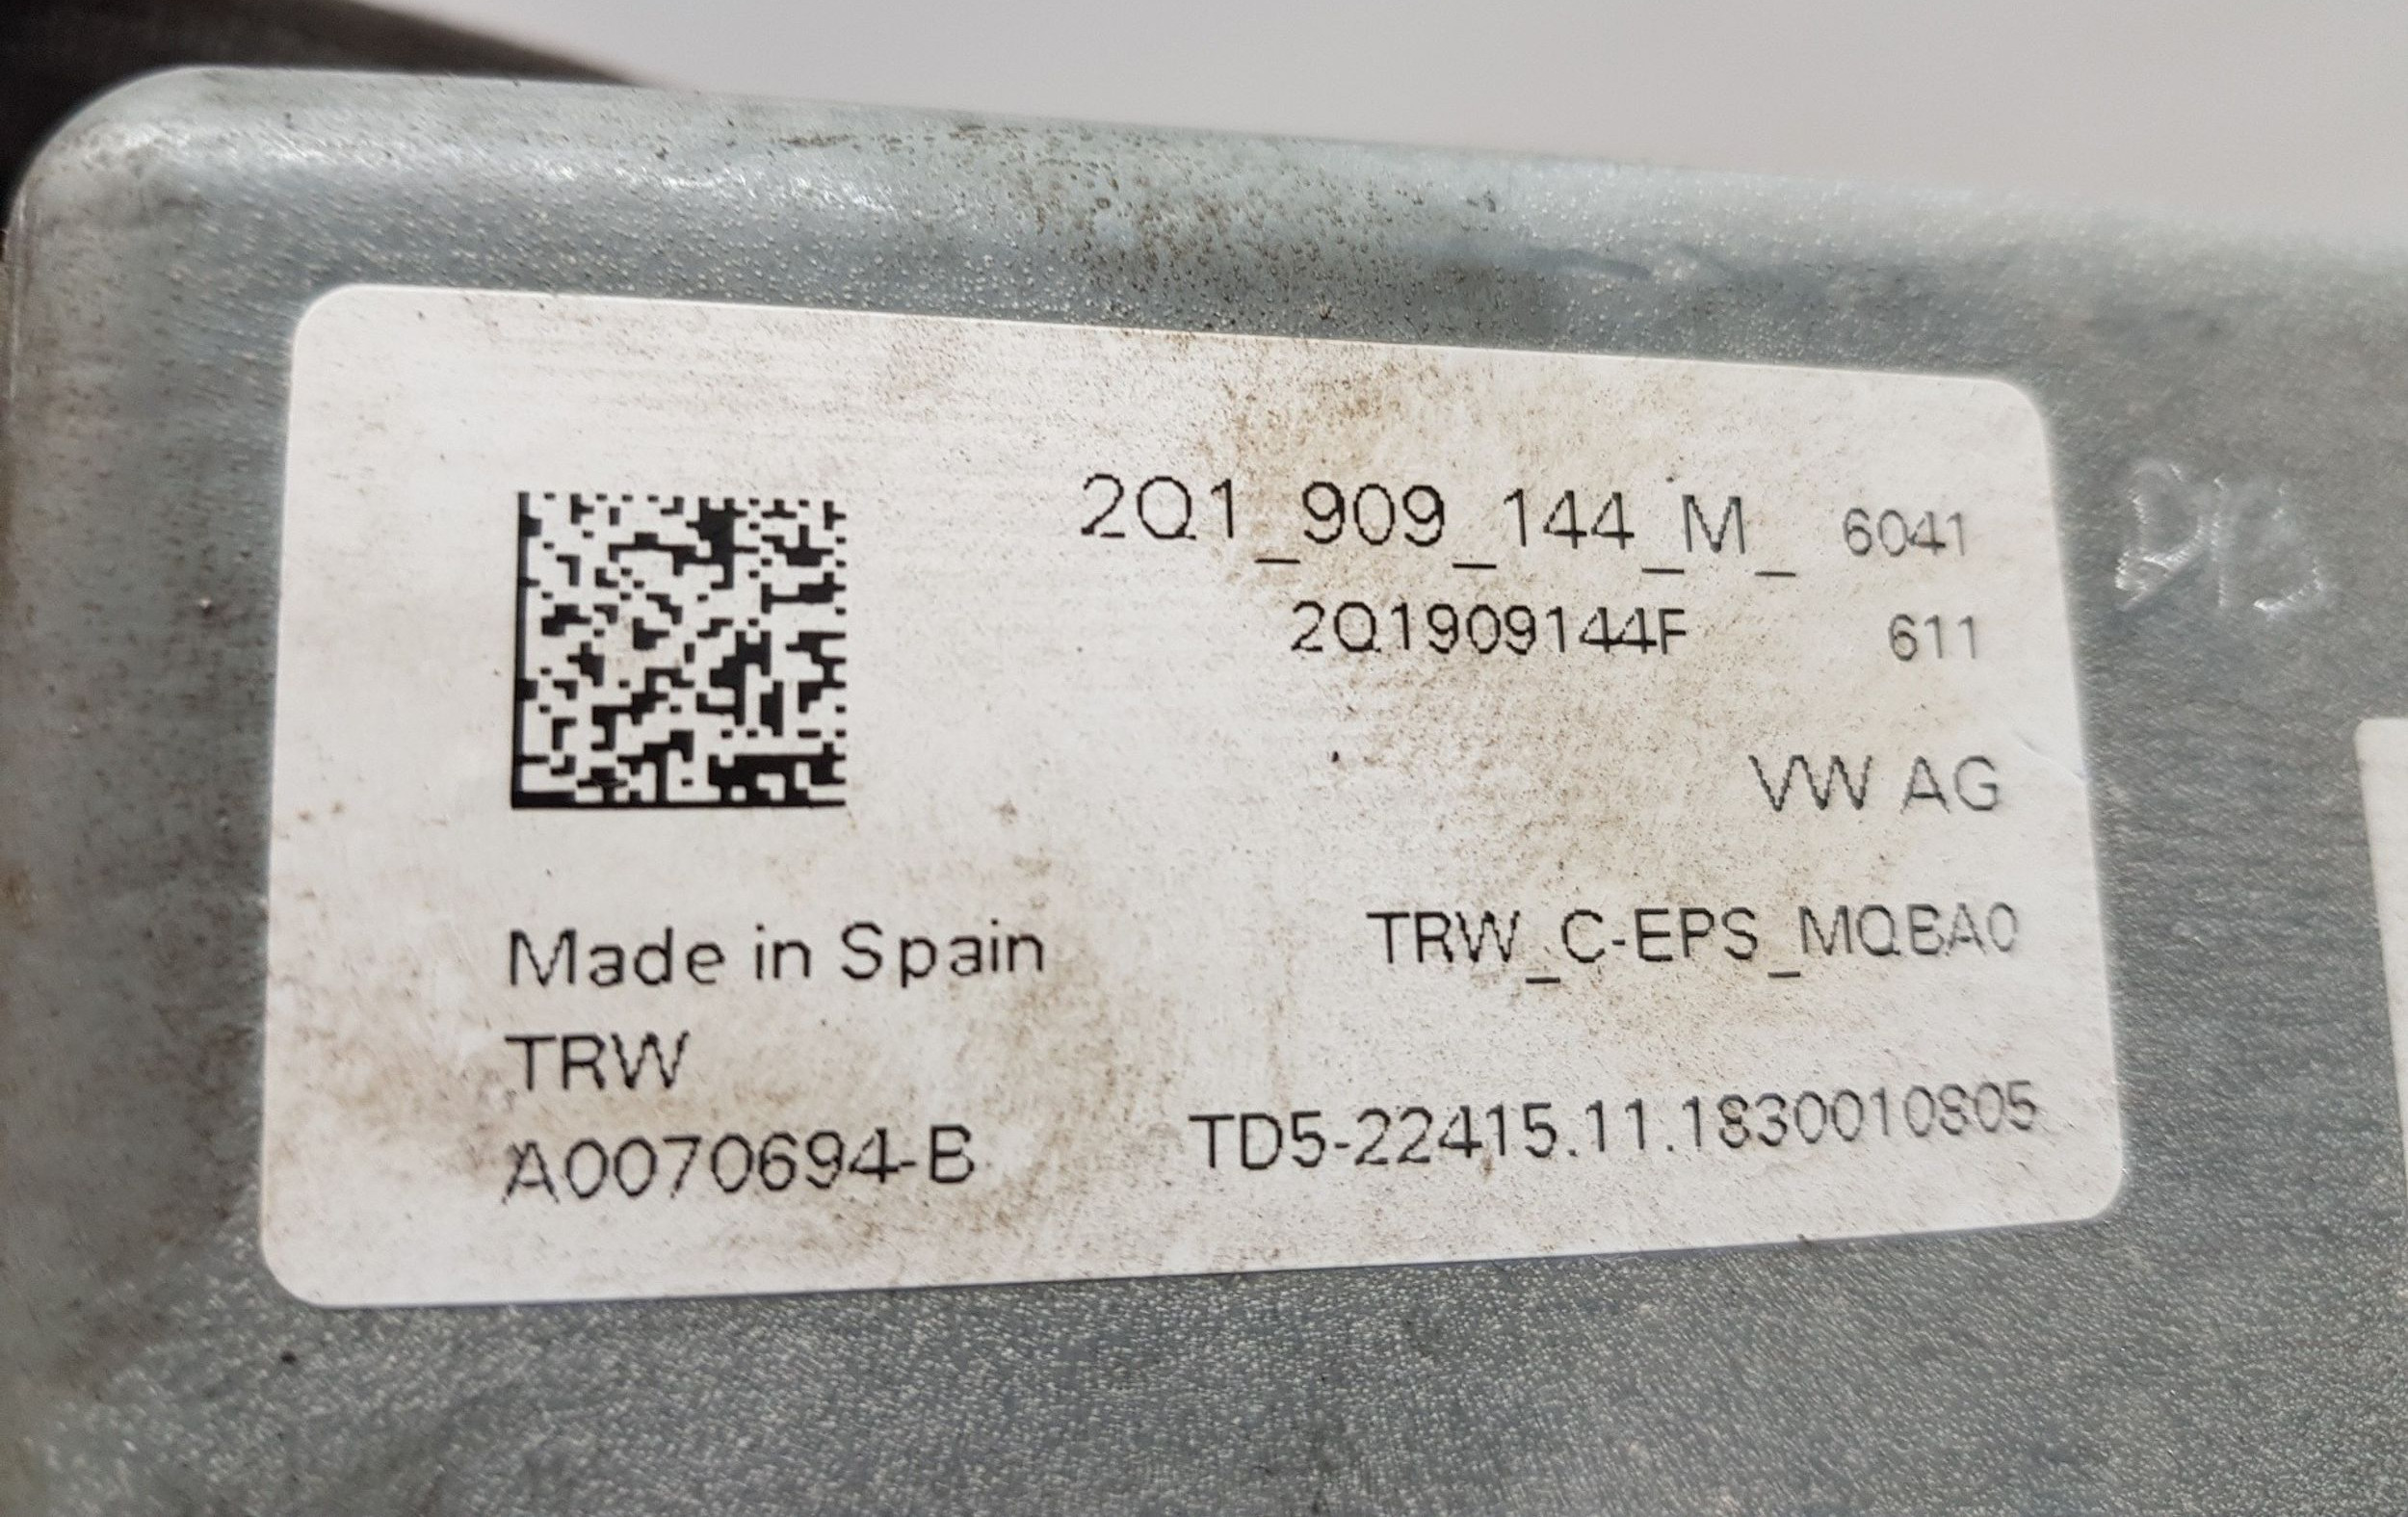 2Q1_909_144_M_ 6041
2Q1909144F 611
VW AG
Made in Spain
TRW_C-EPS_MQBA0
TRW
A0070694-B
TD5-22415.11.1830010805